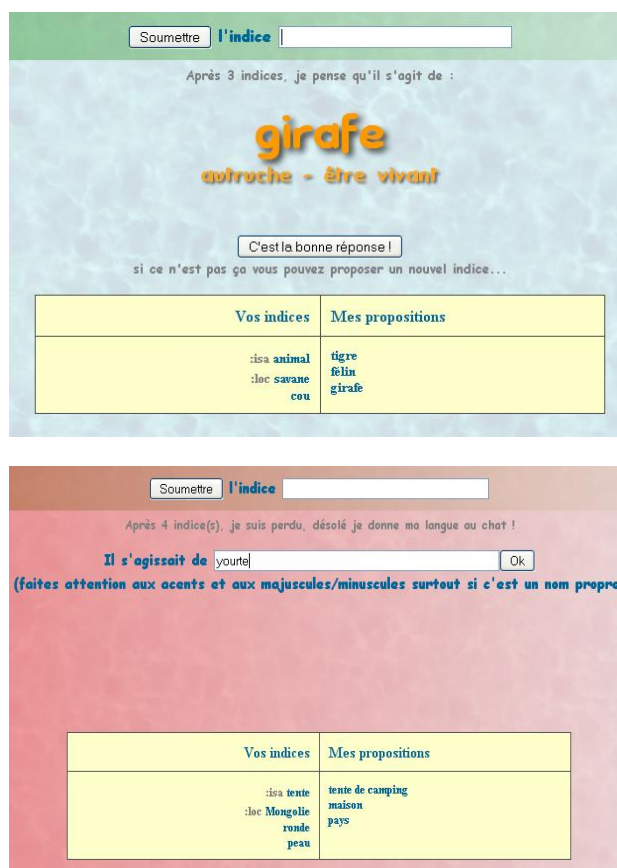 Soumettre l'indice
Après 3 indices, je pense qu'il s'agit de :
girafe
autruche - être vivant
C'est la bonne réponse !
si ce n'est pas ça vous pouvez proposer un nouvel indice...
Vos indices Mes propositions
:isa animal tigre
:loc savane félin
cou girafe
Soumettre l'indice
Après 4 indice(s), je suis perdu, désolé je donne ma langue au chat !
Il s'agissait de yourte Ok
(faites attention aux acents et aux majuscules/minuscules surtout si c'est un nom propre
Vos indices Mes propositions
:isa tente tente de camping
:loc Mongolie maison
ronde pays
peau